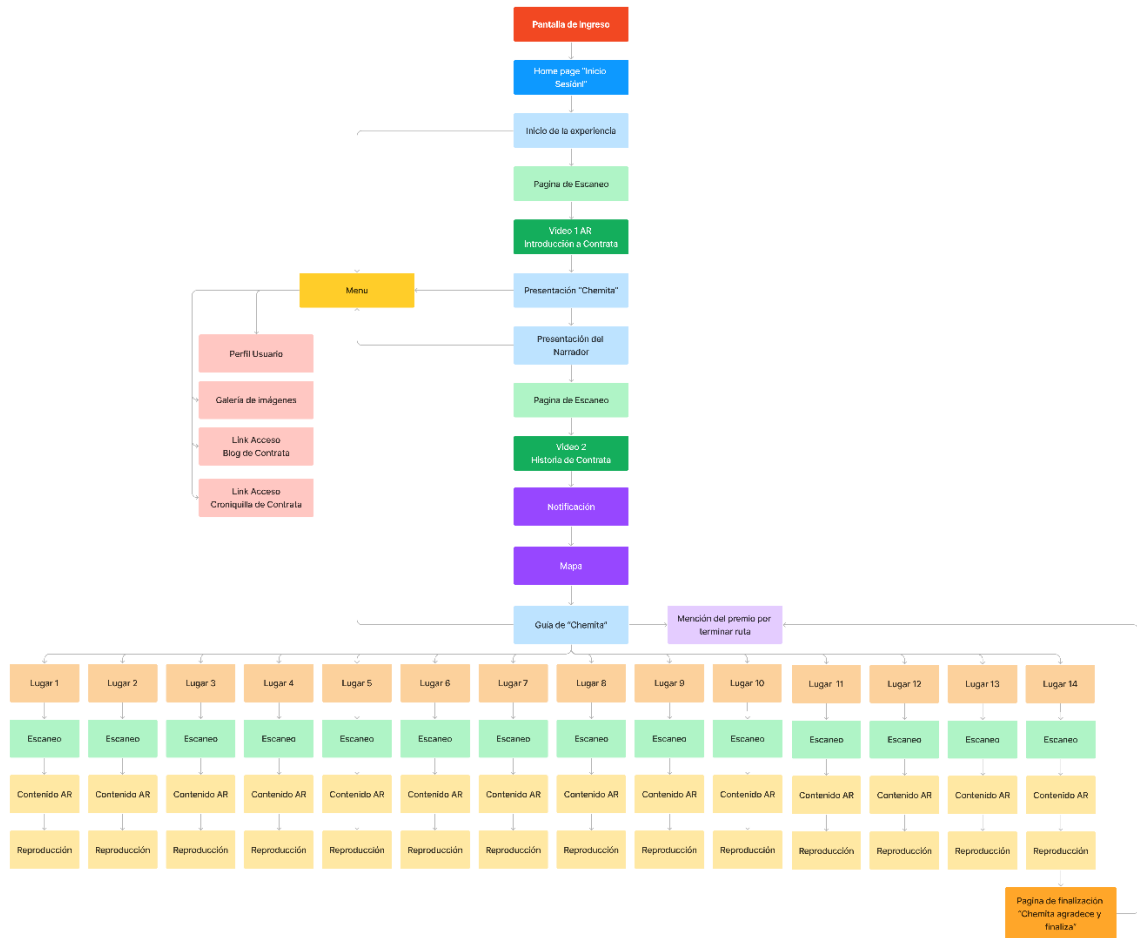 Pantalla de Ingreso
Home page "Inicio
Sesióni"
Inicio de la experiencia
Pagina de Escaneo
Video 1 AR
Introducción a Contrata
Menu
Presentación "Chemita"
Perfil Usuario
Presentación del
Narrador
Galería de imágenes
Pagina de Escaneo
Link Acceso
Blog de Contrata
Video 2
Historia de Contrata
Link Acceso
Croniquilla de Contrata
Notificación
Mapa
Guía de "Chemita"
Mención del premio por
terminar ruta
Lugar 1
Lugar 2
Lugar 3
Lugar 4
Lugar 5
Lugar 6
Lugar 7
Lugar 8
Lugar 9
Lugar 10
Lugar 11
Lugar 12
Lugar 13
Lugar 14
Escaneo
Escaneo
Escaneo
Escaneo
Escaneo
Escaneo
Escaneo
Escaneo
Escaneo
Escaneo
Escaneo
Escaneo
Escaneo
Escaneo
Contenido AR
Contenido AR
Contenido AR
Contenido AR
Contenido AR
Contenido AR
Contenido AR
Contenido AR
Contenido AR
Contenido AR
Contenido AR
Contenido AR
Contenido AR
Contenido AR
Reproducción
Reproducción
Reproducción
Reproducción
Reproducción
Reproducción
Reproducción
Reproducción
Reproducción
Reproducción
Reproducción
Reproducción
Reproducción
Reproducción
Pagina de finalización
"Chemita agradece y
finaliza"